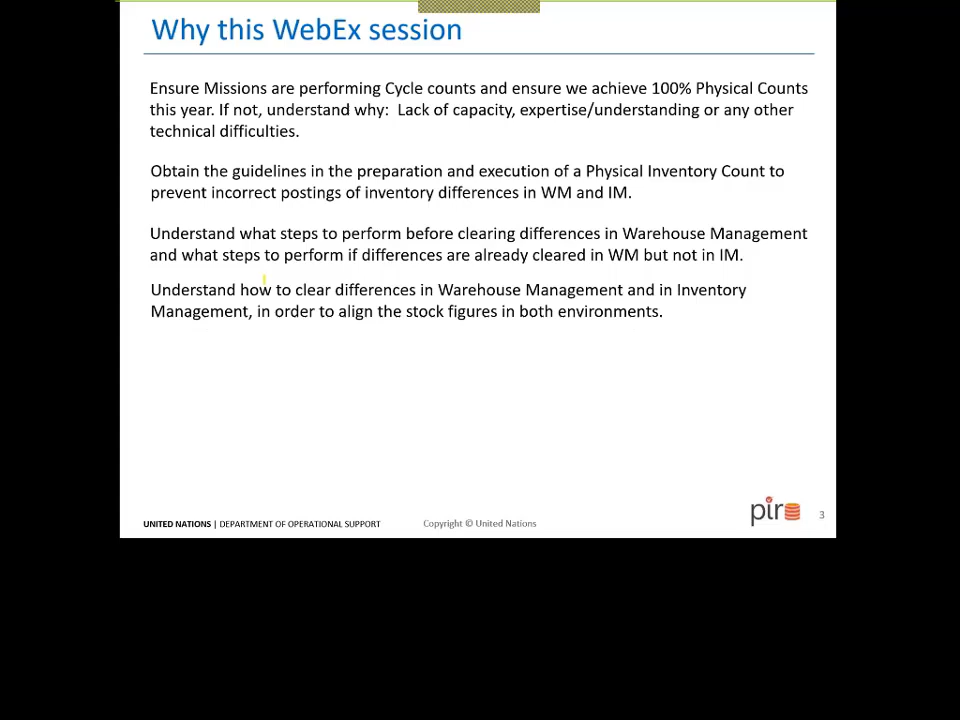 Why this WebEx session
Ensure Missions are performing Cycle counts and ensure we achieve 100% Physical Counts
this year. If not, understand why:  Lack of capacity, expertise/understanding or any other
technical difficulties.
Obtain the guidelines in the preparation and execution of a Physical Inventory Count to
prevent incorrect postings of inventory differences in WM and IM.
Understand what steps to perform before clearing differences in Warehouse Management
and what steps to perform if differences are already cleared in WM but not in IM.
Understand how to clear differences in Warehouse Management and in Inventory
Management, in order to align the stock figures in both environments.
UNITED NATIONS | DEPARTMENT OF OPERATIONAL SUPPORT
Copyright © United Nations
pir
3